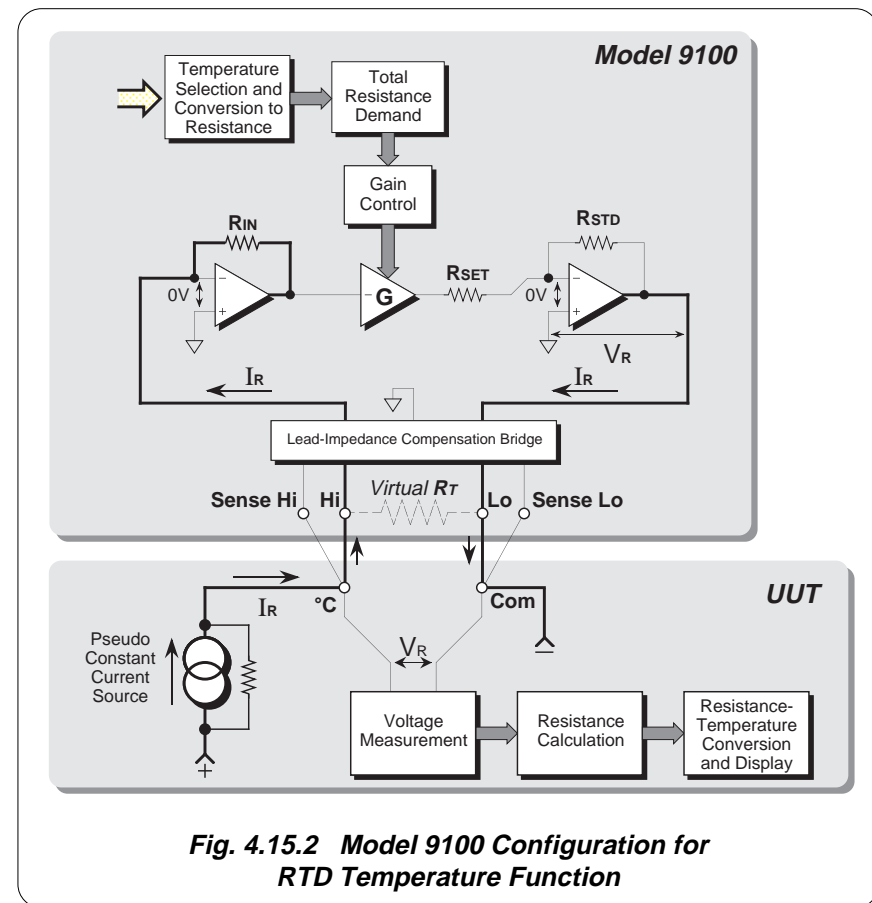 Model 9100
Temperature
Selection and
Conversion to
Resistance
Total
Resistance
Demand
Gain
Control
RIN
RSTD
RSET
0V
−
+
−
G
0V
−
+
VR
IR
IR
Lead-Impedance Compensation Bridge
Sense Hi
Hi
Virtual RT
Lo
Sense Lo
UUT
°C
Com
IR
Pseudo
Constant
Current
Source
+
VR
Voltage
Measurement
Resistance
Calculation
Resistance-
Temperature
Conversion
and Display
Fig. 4.15.2 Model 9100 Configuration for
RTD Temperature Function